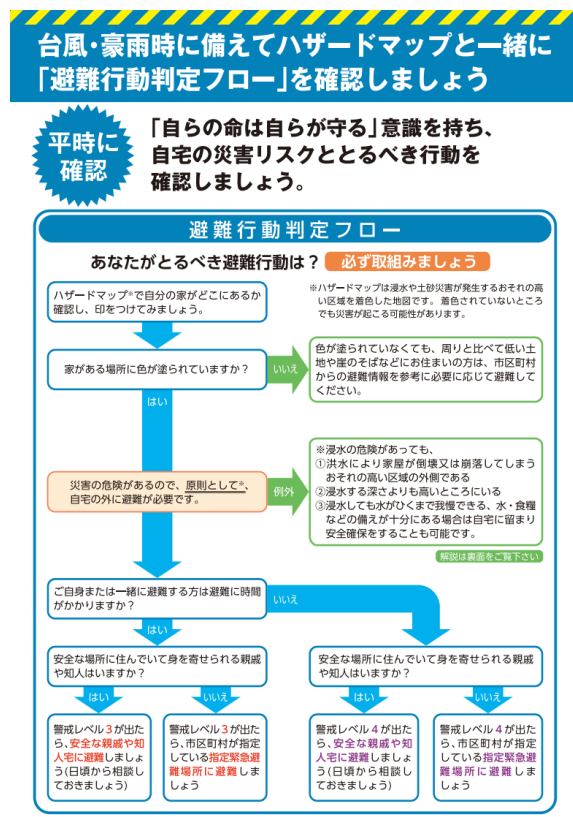 台風・豪雨時に備えてハザードマップと一緒に
「避難行動判定フロー」を確認しましょう
平時に
確認
「自らの命は自らが守る」意識を持ち、
自宅の災害リスクととるべき行動を
確認しましょう。
避難行動判定フロー
あなたがとるべき避難行動は？
必ず取組みましょう
ハザードマップ※で自分の家がどこにあるか
確認し、印をつけてみましょう。
※ハザードマップは浸水や土砂災害が発生するおそれの高
い区域を着色した地図です。着色されていないところ
でも災害が起こる可能性があります。
家がある場所に色が塗られていますか？
いいえ
色が塗られていなくても、周りと比べて低い土
地や崖のそばなどにお住まいの方は、市区町村
からの避難情報を参考に必要に応じて避難して
ください。
はい
災害の危険があるので、原則として※、
自宅の外に避難が必要です。
例外
※浸水の危険があっても、
①洪水により家屋が倒壊又は崩落してしまう
おそれの高い区域の外側である
②浸水する深さよりも高いところにいる
③浸水しても水がひくまで我慢できる、水・食糧
などの備えが十分にある場合は自宅に留まり
安全確保をすることも可能です。
解説は裏面をご覧下さい
ご自身または一緒に避難する方は避難に時間
がかかりますか？
いいえ
はい
安全な場所に住んでいて身を寄せられる親戚
や知人はいますか？
安全な場所に住んでいて身を寄せられる親戚
や知人はいますか？
はい
いいえ
はい
いいえ
警戒レベル3が出た
ら、安全な親戚や知
人宅に避難しましょ
う(日頃から相談し
ておきましょう)
警戒レベル3が出た
ら、市区町村が指定
している指定緊急避
難場所に避難しま
しょう
警戒レベル4が出た
ら、安全な親戚や知
人宅に避難しましょ
う(日頃から相談し
ておきましょう)
警戒レベル4が出た
ら、市区町村が指定
している指定緊急避
難場所に避難しま
しょう